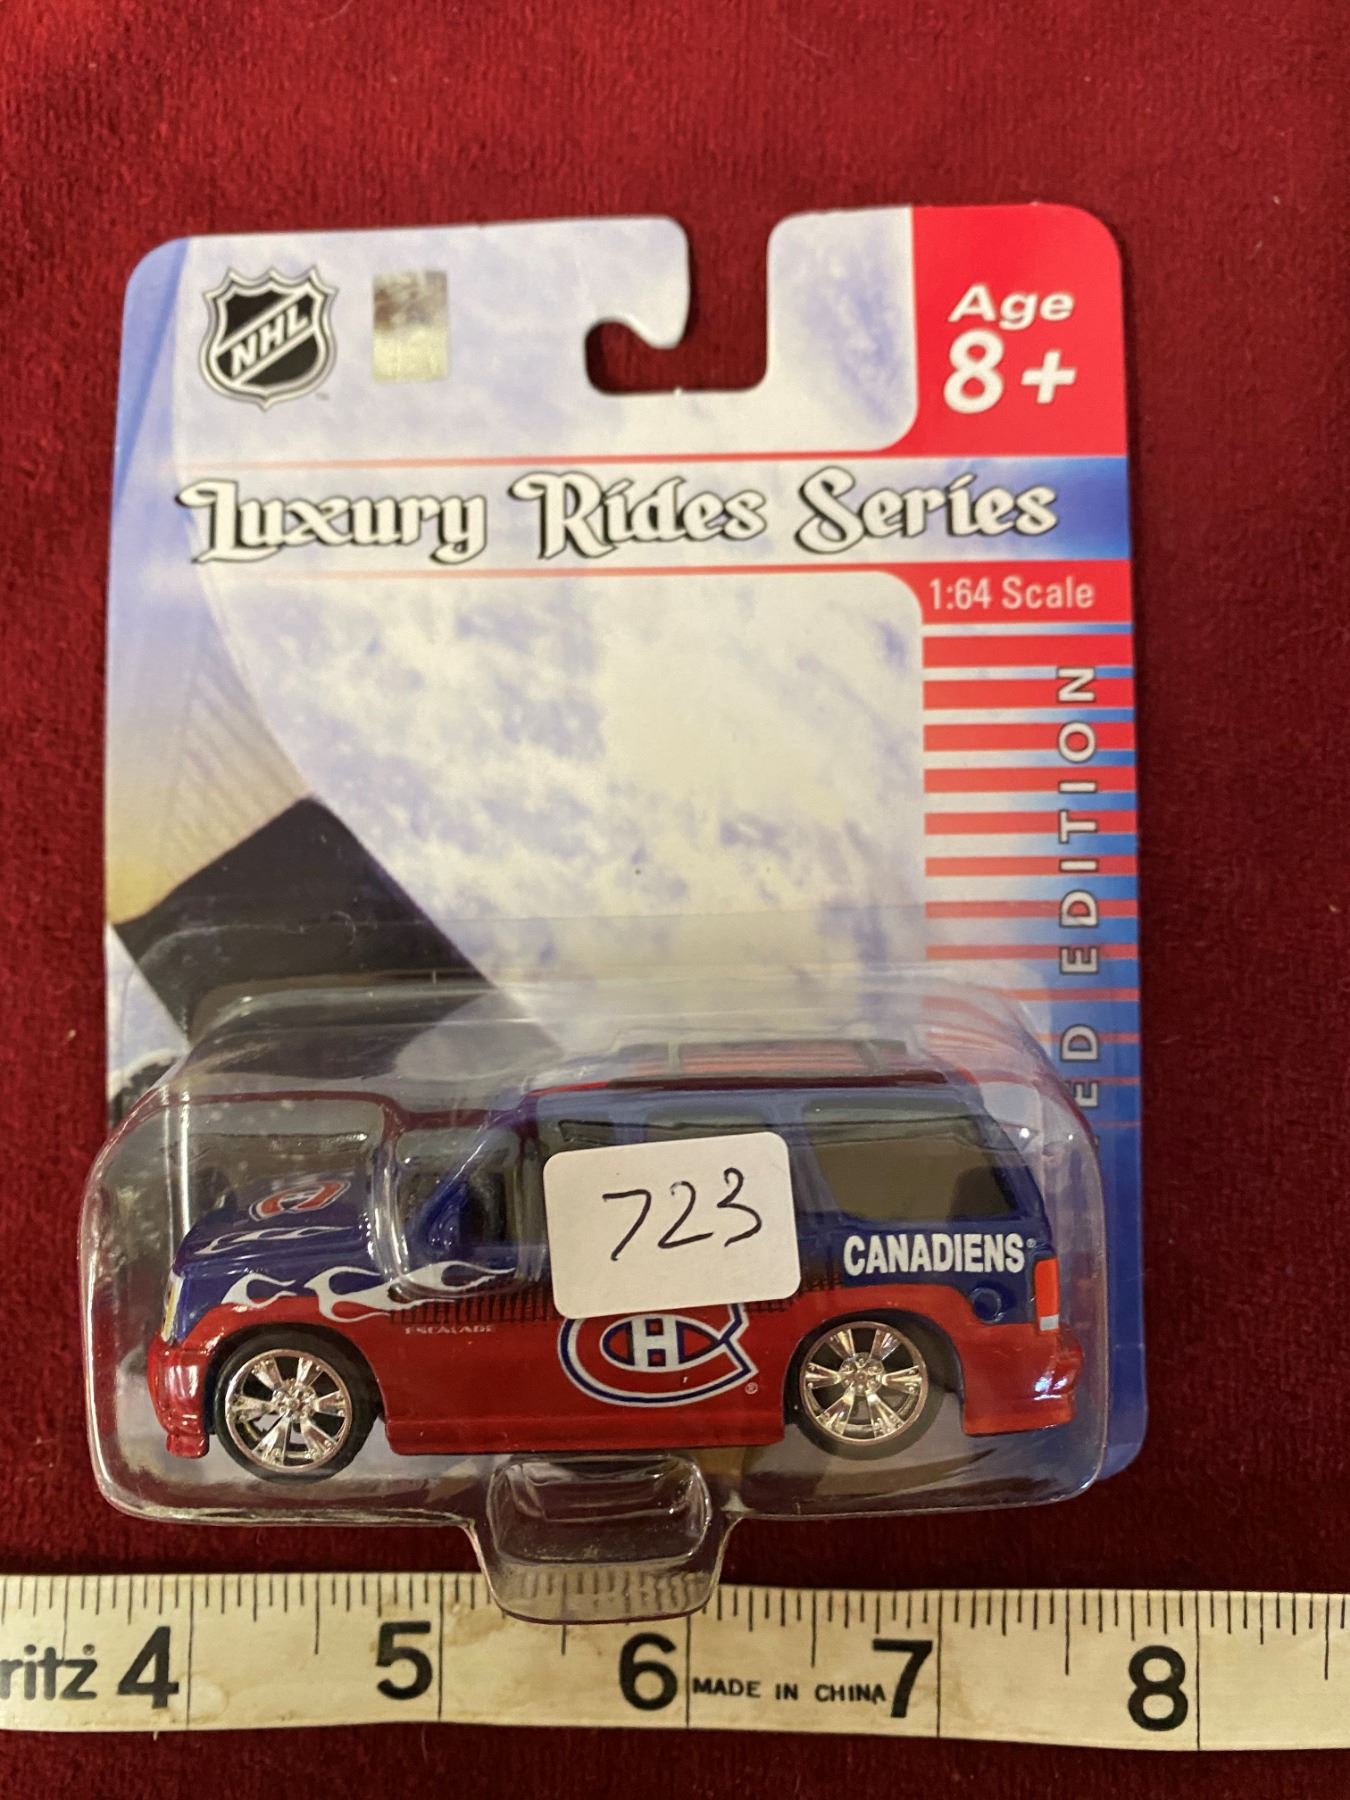 NHL
Age
8+
Luxury Rides Series
1:64 Scale
ED EDITION
723
CANADIENS®
ESCALADE
CH
ritz® 4 5 6 MADE IN CHINA 7 8